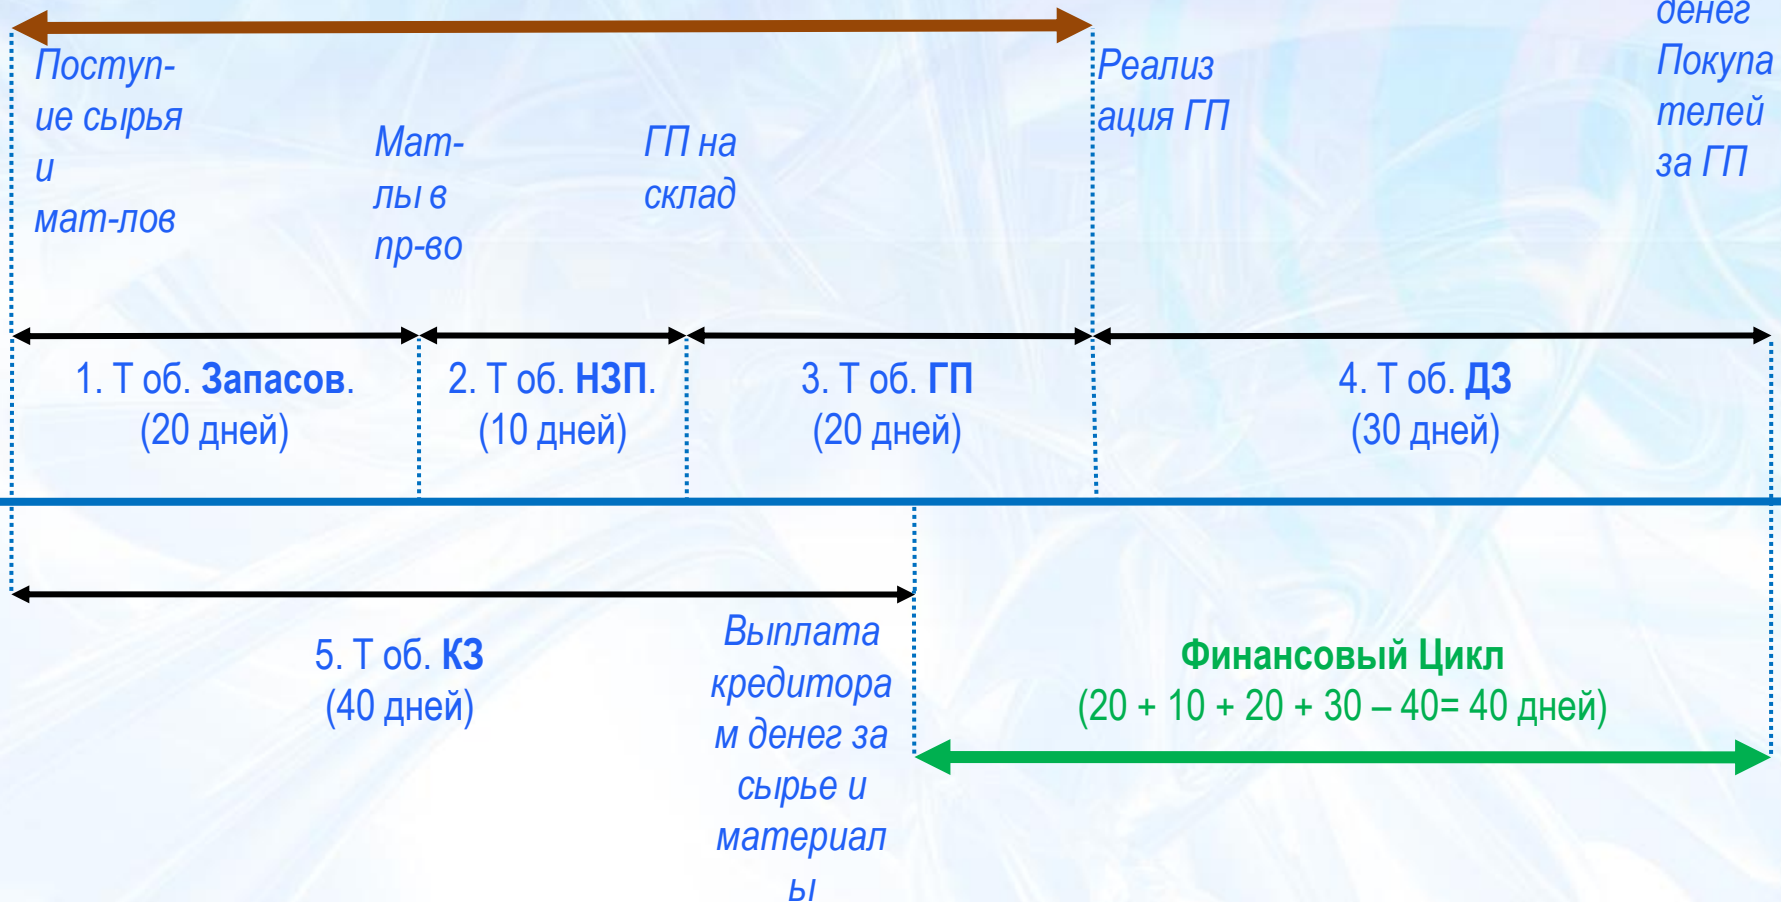 денег
Покупа
телей
за ГП
Поступ-
ие сырья
и
мат-лов
Мат-
лы в
пр-во
ГП на
склад
Реализ
ация ГП
1. Т об. Запасов.
(20 дней)
2. Т об. НЗП.
(10 дней)
3. Т об. ГП
(20 дней)
4. Т об. ДЗ
(30 дней)
5. Т об. КЗ
(40 дней)
Выплата
кредитора
м денег за
сырье и
материал
ы
Финансовый Цикл
(20 + 10 + 20 + 30 – 40= 40 дней)